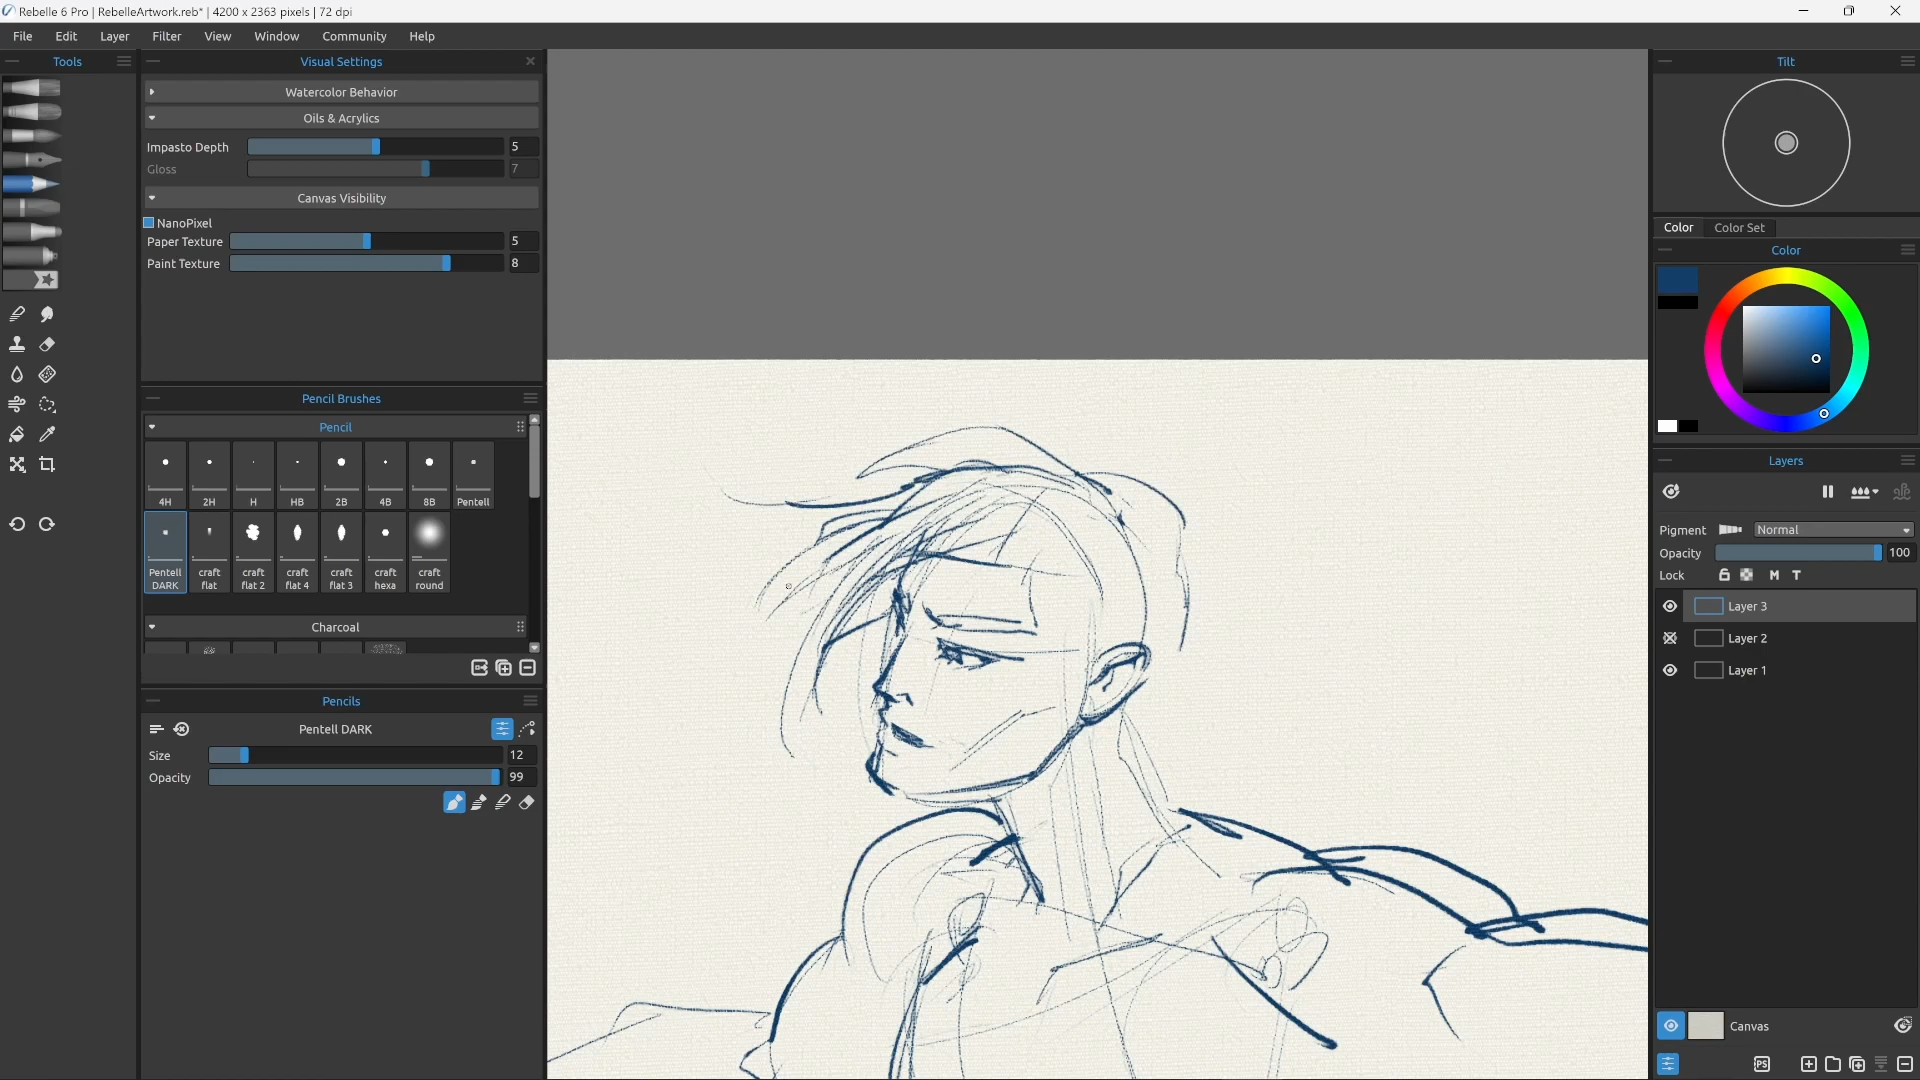 Rebelle 6 Pro | RebelleArtwork.reb* | 4200 x 2363 pixels | 72 dpi
File Edit Layer Filter View Window Community Help
Tools
Visual Settings
Watercolor Behavior
Oils & Acrylics
Impasto Depth 5
Gloss 7
Canvas Visibility
NanoPixel
Paper Texture 5
Paint Texture 8
Pencil Brushes
Pencil
4H 2H H HB 2B 4B 8B Pentell
Pentell DARK
craft flat
craft flat 2
craft flat 4
craft flat 3
craft hexa
craft round
Charcoal
Pencils
Pentell DARK
Size 12
Opacity 99
Tilt
Color Color Set
Color
Layers
Pigment Normal
Opacity 100
Lock M T
Layer 3
Layer 2
Layer 1
Canvas
PS